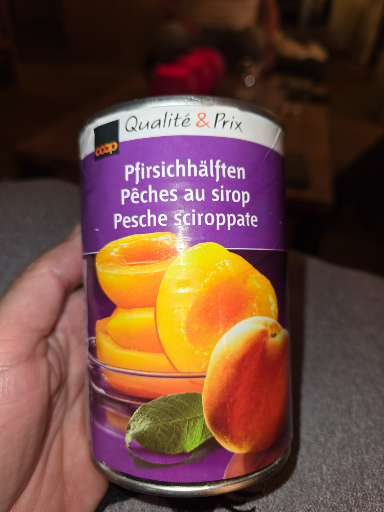 coop
Qualité & Prix
Pfirsichhälften
Pêches au sirop
Pesche sciroppate